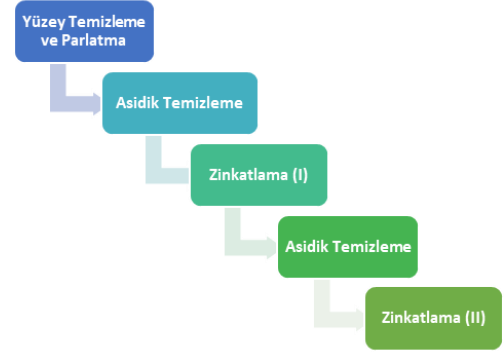 Yüzey Temizleme
ve Parlatma
Asidik Temizleme
Zinkatlama (I)
Asidik Temizleme
Zinkatlama (II)